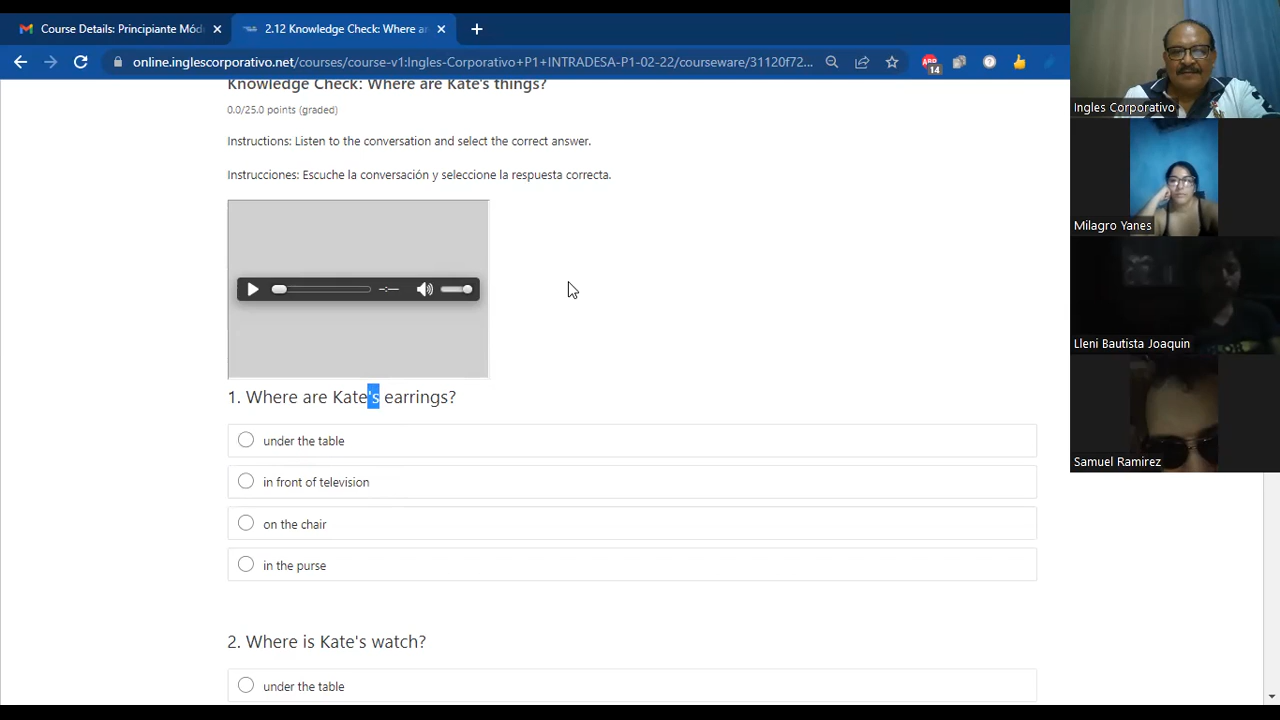 Course Details: Principiante Mód
2.12 Knowledge Check: Where ar
online.inglescorporativo.net/courses/course-v1:Ingles-Corporativo+P1+INTRADESA-P1-02-22/courseware/31120f72...
14
Knowledge Check: Where are Kate's things?
0.0/25.0 points (graded)
Instructions: Listen to the conversation and select the correct answer.
Instrucciones: Escuche la conversación y seleccione la respuesta correcta.
-:--
1. Where are Kate's earrings?
under the table
in front of television
on the chair
in the purse
2. Where is Kate's watch?
under the table
Ingles Corporativo
Milagro Yanes
Lleni Bautista Joaquin
Samuel Ramirez